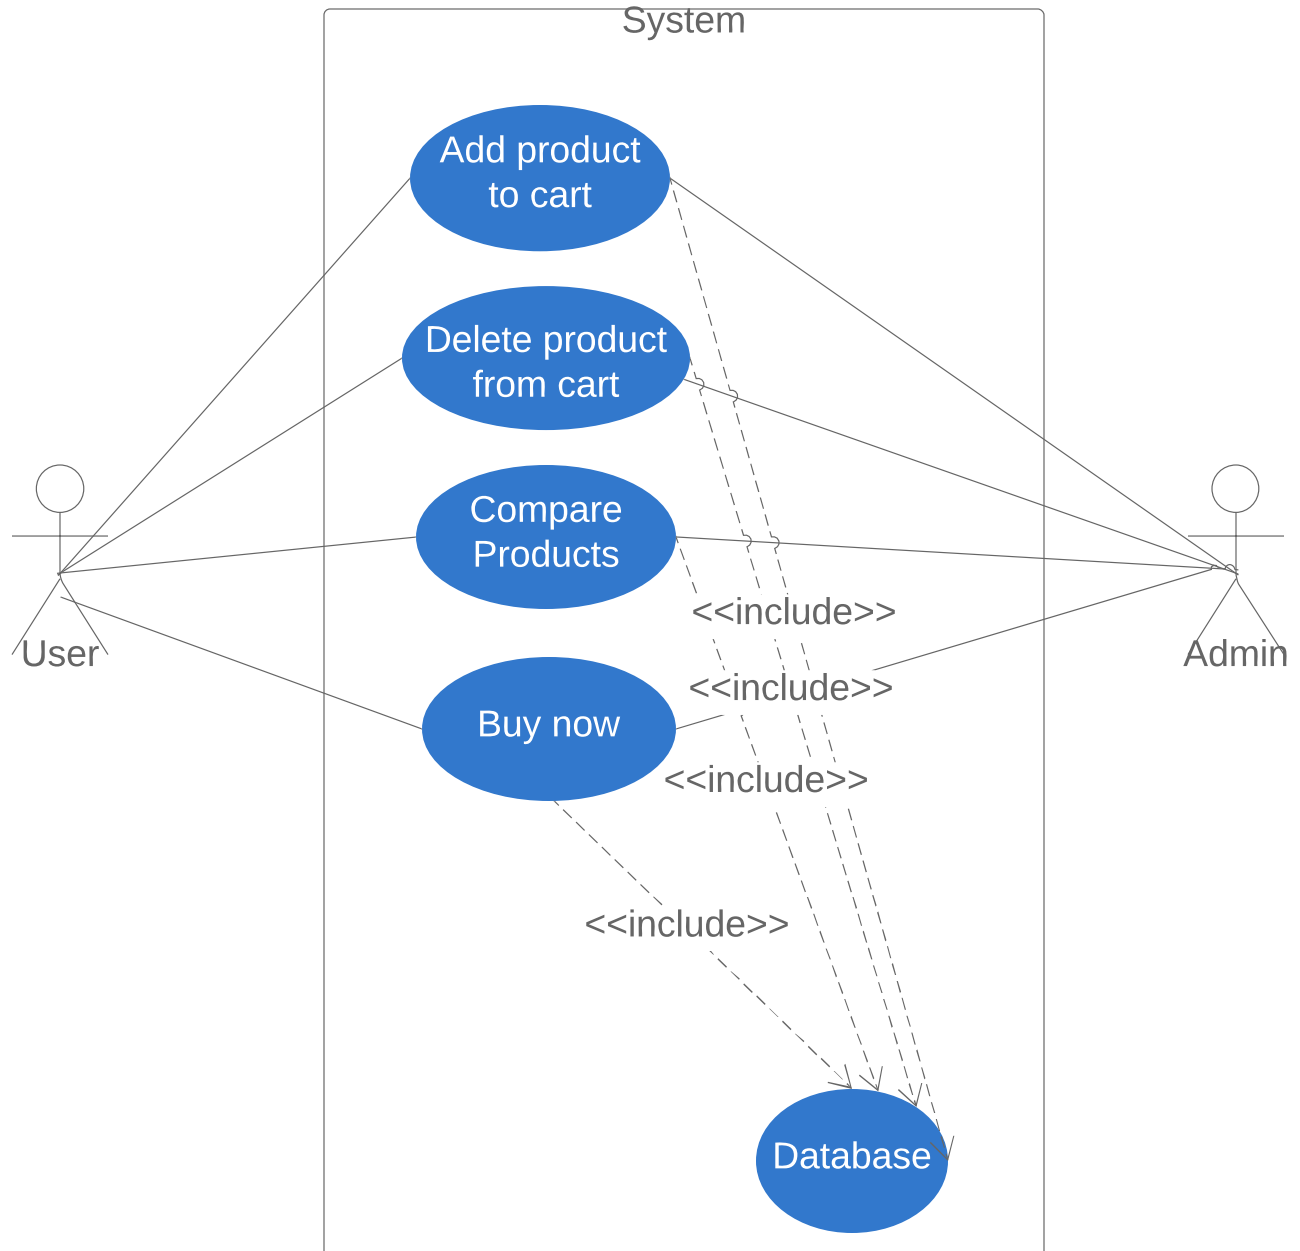 System
Add product
to cart
Delete product
from cart
Compare
Products
<<include>>
User
Admin
<<include>>
Buy now
<<include>>
<<include>>
Database